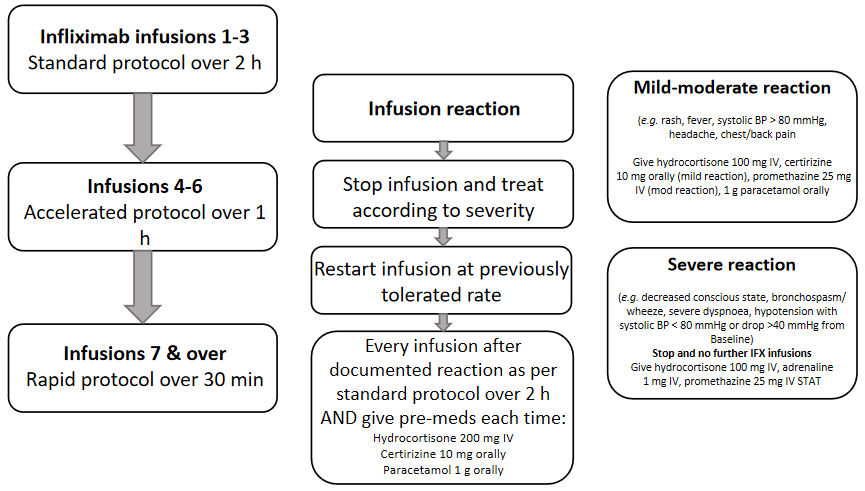 Infliximab infusions 1-3
Standard protocol over 2 h
Infusions 4-6
Accelerated protocol over 1
h
Infusions 7 & over
Rapid protocol over 30 min
Infusion reaction
Stop infusion and treat
according to severity
Restart infusion at previously
tolerated rate
Every infusion after
documented reaction as per
standard protocol over 2 h
AND give pre-meds each time:
Hydrocortisone 200 mg IV
Certirizine 10 mg orally
Paracetamol 1 g orally
Mild-moderate reaction
(e.g. rash, fever, systolic BP > 80 mmHg,
headache, chest/back pain
Give hydrocortisone 100 mg IV, certirizine
10 mg orally (mild reaction), promethazine 25 mg
IV (mod reaction), 1 g paracetamol orally
Severe reaction
(e.g. decreased conscious state, bronchospasm/
wheeze, severe dyspnoea, hypotension with
systolic BP < 80 mmHg or drop >40 mmHg from
Baseline)
Stop and no further IFX infusions
Give hydrocortisone 100 mg IV, adrenaline
1 mg IV, promethazine 25 mg IV STAT